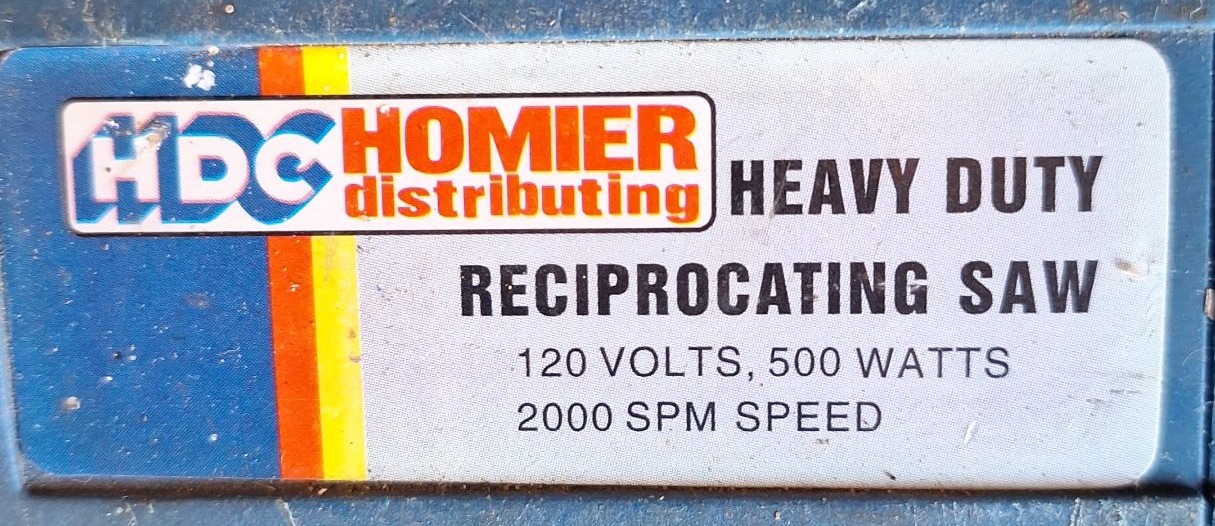 HDC HOMIER
distributing
HEAVY DUTY
RECIPROCATING SAW
120 VOLTS, 500 WATTS
2000 SPM SPEED